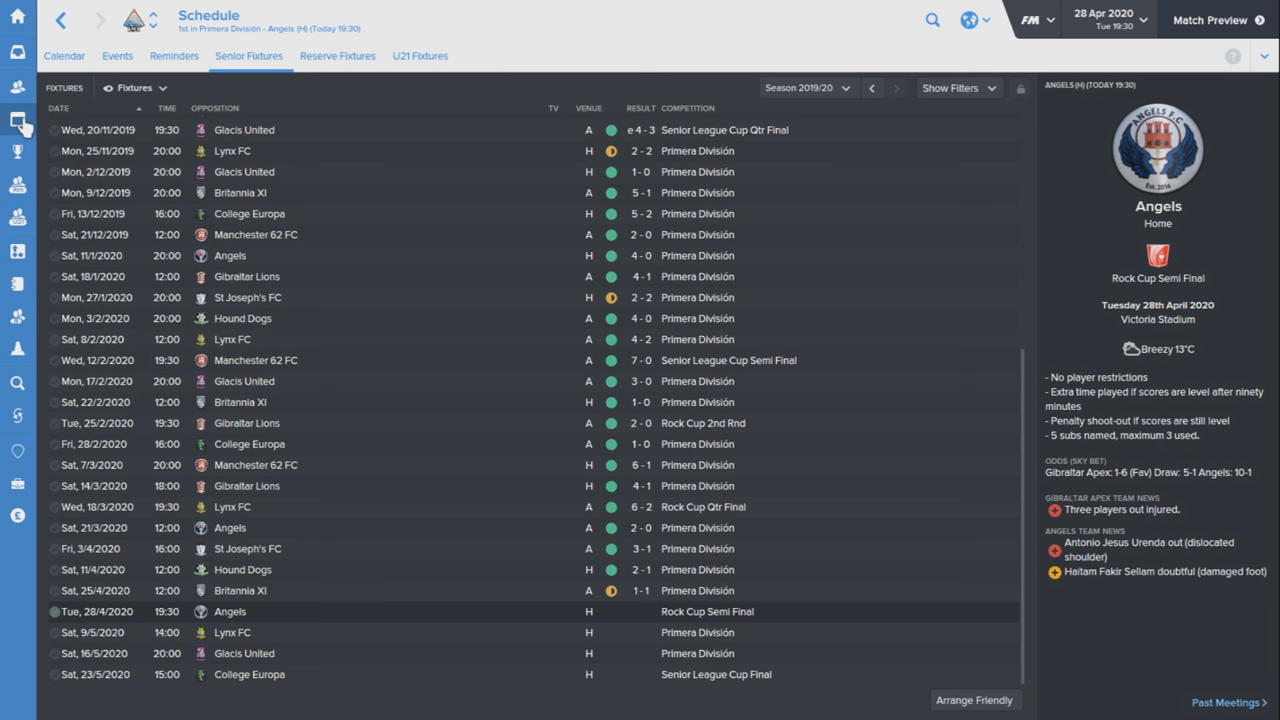 Schedule
1st in Primera División - Angels (H) (Today 19:30)
FM
28 Apr 2020
Tue 19:30
Match Preview
Calendar Events Reminders Senior Fixtures Reserve Fixtures U21 Fixtures
FIXTURES Fixtures Season 2019/20 Show Filters
DATE TIME OPPOSITION TV VENUE RESULT COMPETITION
Wed, 20/11/2019 19:30 Glacis United A e 4 - 3 Senior League Cup Qtr Final
Mon, 25/11/2019 20:00 Lynx FC H 2 - 2 Primera División
Mon, 2/12/2019 20:00 Glacis United H 1 - 0 Primera División
Mon, 9/12/2019 20:00 Britannia XI A 5 - 1 Primera División
Fri, 13/12/2019 16:00 College Europa H 5 - 2 Primera División
Sat, 21/12/2019 12:00 Manchester 62 FC A 2 - 0 Primera División
Sat, 11/1/2020 20:00 Angels H 4 - 0 Primera División
Sat, 18/1/2020 12:00 Gibraltar Lions A 4 - 1 Primera División
Mon, 27/1/2020 20:00 St Joseph's FC H 2 - 2 Primera División
Mon, 3/2/2020 20:00 Hound Dogs A 4 - 0 Primera División
Sat, 8/2/2020 12:00 Lynx FC A 4 - 2 Primera División
Wed, 12/2/2020 19:30 Manchester 62 FC A 7 - 0 Senior League Cup Semi Final
Mon, 17/2/2020 20:00 Glacis United A 3 - 0 Primera División
Sat, 22/2/2020 12:00 Britannia XI H 1 - 0 Primera División
Tue, 25/2/2020 19:30 Gibraltar Lions A 2 - 0 Rock Cup 2nd Rnd
Fri, 28/2/2020 16:00 College Europa A 1 - 0 Primera División
Sat, 7/3/2020 20:00 Manchester 62 FC H 6 - 1 Primera División
Sat, 14/3/2020 18:00 Gibraltar Lions H 4 - 1 Primera División
Wed, 18/3/2020 19:30 Lynx FC A 6 - 2 Rock Cup Qtr Final
Sat, 21/3/2020 12:00 Angels A 2 - 0 Primera División
Fri, 3/4/2020 16:00 St Joseph's FC A 3 - 1 Primera División
Sat, 11/4/2020 12:00 Hound Dogs H 2 - 1 Primera División
Sat, 25/4/2020 12:00 Britannia XI A 1 - 1 Primera División
Tue, 28/4/2020 19:30 Angels H Rock Cup Semi Final
Sat, 9/5/2020 14:00 Lynx FC H Primera División
Sat, 16/5/2020 20:00 Glacis United H Primera División
Sat, 23/5/2020 15:00 College Europa H Senior League Cup Final
Arrange Friendly
ANGELS (H) (TODAY 19:30)
ANGELS F.C.
Est. 2014
Angels
Home
Rock Cup Semi Final
Tuesday 28th April 2020
Victoria Stadium
Breezy 13°C
- No player restrictions
- Extra time played if scores are level after ninety
minutes
- Penalty shoot-out if scores are still level
- 5 subs named, maximum 3 used.
ODDS (SKY BET)
Gibraltar Apex: 1-6 (Fav) Draw: 5-1 Angels: 10-1
GIBRALTAR APEX TEAM NEWS
Three players out injured.
ANGELS TEAM NEWS
Antonio Jesus Urenda out (dislocated
shoulder)
Haitam Fakir Sellam doubtful (damaged foot)
Past Meetings >